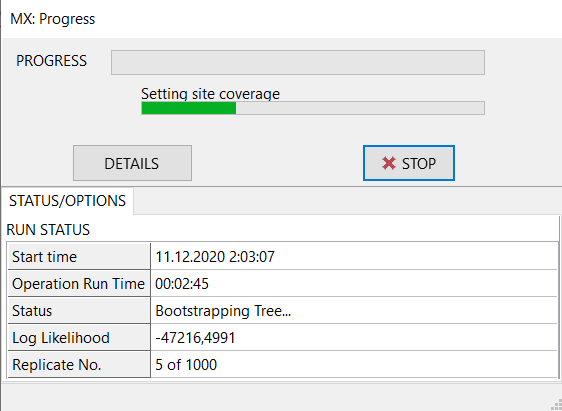 MX: Progress
PROGRESS
Setting site coverage
DETAILS
STOP
STATUS/OPTIONS
RUN STATUS
Start time 11.12.2020 2:03:07
Operation Run Time 00:02:45
Status Bootstrapping Tree...
Log Likelihood -47216,4991
Replicate No. 5 of 1000